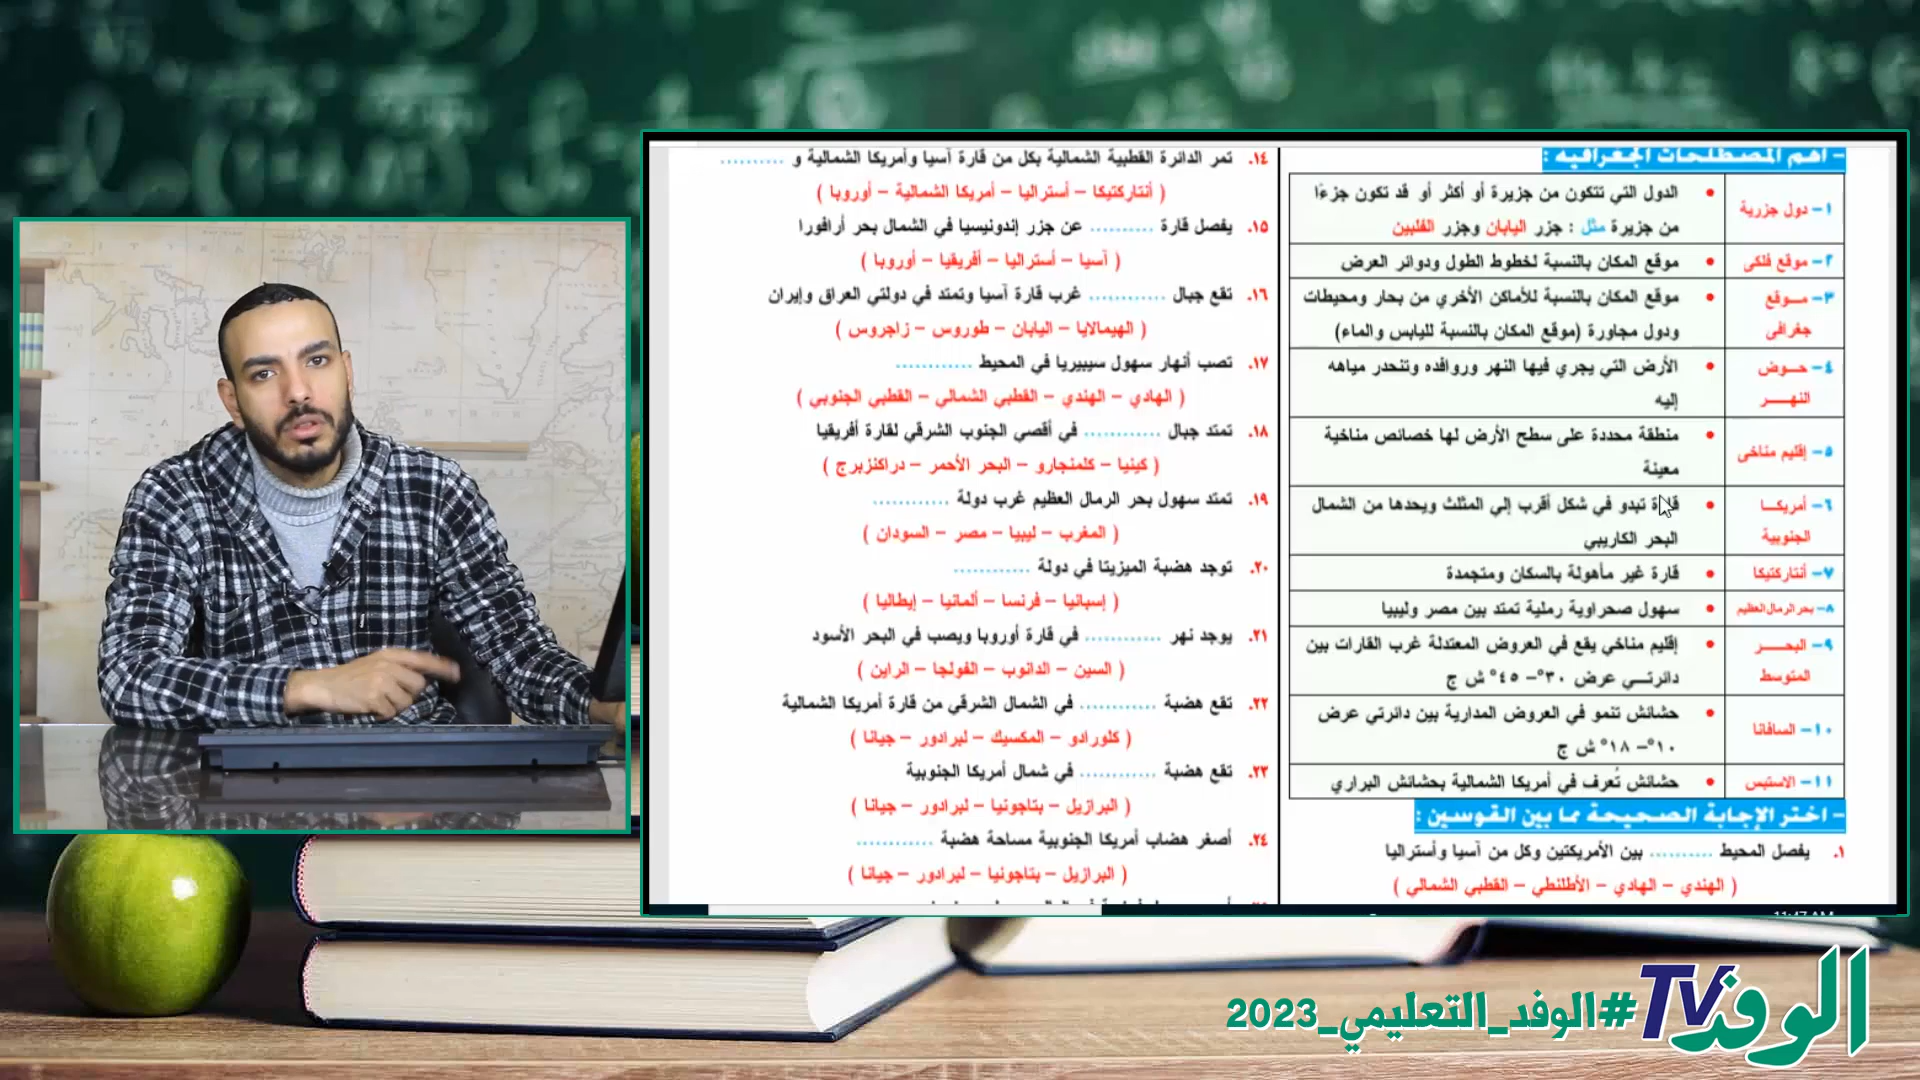 - اهم المصطلحات الجغرافيه :
١- دول جزرية
• الدول التي تتكون من جزيرة أو أكثر أو قد تكون جزءًا
من جزيرة مثل : جزر اليابان وجزر الفلبين
٢- موقع فلكى
• موقع المكان بالنسبة لخطوط الطول ودوائر العرض
٣- مــوقع
جغرافى
• موقع المكان بالنسبة للأماكن الأخري من بحار ومحيطات
ودول مجاورة (موقع المكان بالنسبة لليابس والماء)
٤- حــوض
النهـــر
• الأرض التي يجري فيها النهر وروافده وتنحدر مياهه
إليه
٥- إقليم مناخى
• منطقة محددة على سطح الأرض لها خصائص مناخية
معينة
٦- أمريكــا
الجنوبية
• قارة تبدو في شكل أقرب إلي المثلث ويحدها من الشمال
البحر الكاريبي
٧- أنتاركتيكا
• قارة غير مأهولة بالسكان ومتجمدة
٨- بحر الرمال العظيم
• سهول صحراوية رملية تمتد بين مصر وليبيا
٩- البحــــر
المتوسط
• إقليم مناخي يقع في العروض المعتدلة غرب القارات بين
دائرتـــي عرض ٣٠°– ٤٥° ش ج
١٠- السافانا
• حشائش تنمو في العروض المدارية بين دائرتي عرض
١٠°– ١٨° ش ج
١١- الاستبس
• حشائش تُعرف في أمريكا الشمالية بحشائش البراري
- اختر الإجابة الصحيحة مما بين القوسين :
١. يفصل المحيط .......... بين الأمريكتين وكل من آسيا وأستراليا
( الهندي – الهادي – الأطلنطي – القطبي الشمالي )
١٤. تمر الدائرة القطبية الشمالية بكل من قارة آسيا وأمريكا الشمالية و ..........
( أنتاركتيكا – أستراليا – أمريكا الشمالية – أوروبا )
١٥. يفصل قارة .......... عن جزر إندونيسيا في الشمال بحر أرافورا
( آسيا – أستراليا – أفريقيا – أوروبا )
١٦. تقع جبال ............ غرب قارة آسيا وتمتد في دولتي العراق وإيران
( الهيمالايا – اليابان – طوروس – زاجروس )
١٧. تصب أنهار سهول سيبيريا في المحيط ............
( الهادي – الهندي – القطبي الشمالي – القطبي الجنوبي )
١٨. تمتد جبال ............ في أقصي الجنوب الشرقي لقارة أفريقيا
( كينيا – كلمنجارو – البحر الأحمر – دراكنزبرج )
١٩. تمتد سهول بحر الرمال العظيم غرب دولة ............
( المغرب – ليبيا – مصر – السودان )
٢٠. توجد هضبة الميزيتا في دولة ............
( إسبانيا – فرنسا – ألمانيا – إيطاليا )
٢١. يوجد نهر ............ في قارة أوروبا ويصب في البحر الأسود
( السين – الدانوب – الفولجا – الراين )
٢٢. تقع هضبة ............ في الشمال الشرقي من قارة أمريكا الشمالية
( كلورادو – المكسيك – لبرادور – جيانا )
٢٣. تقع هضبة ............ في شمال أمريكا الجنوبية
( البرازيل – بتاجونيا – لبرادور – جيانا )
٢٤. أصغر هضاب أمريكا الجنوبية مساحة هضبة ............
( البرازيل – بتاجونيا – لبرادور – جيانا )
#الوفد_التعليمي_2023
الوفد TV